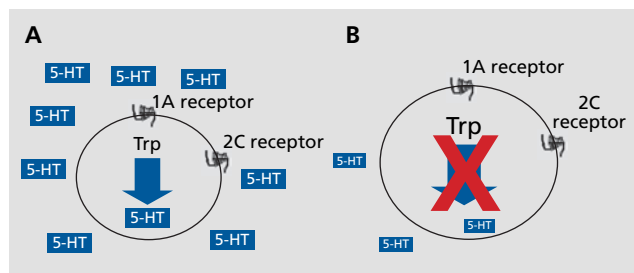 A
5-HT
5-HT
5-HT
5-HT
1A receptor
Trp
2C receptor
5-HT
5-HT
5-HT
5-HT
5-HT
B
1A receptor
2C
receptor
Trp
5-HT
5-HT
5-HT